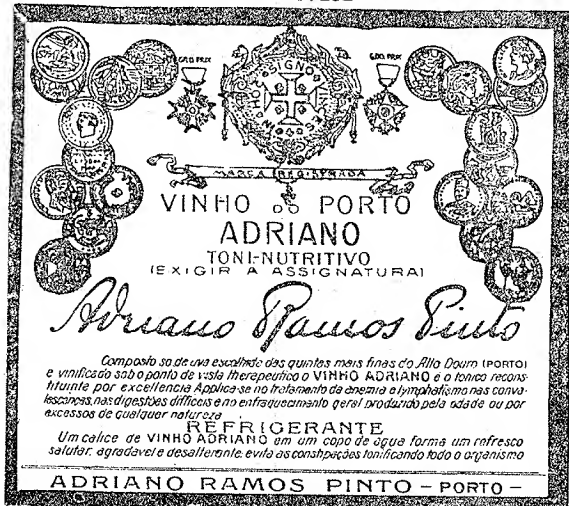 GDO PRIX
GDO PRIX
MARCA REGISTRADA
VINHO DO PORTO
ADRIANO
TONI-NUTRITIVO
(EXIGIR A ASSIGNATURA)
Adriano Ramos Pinto
Composto só de uva escolhida das quintas mais finas do Alto Douro (PORTO)
e vinificado sob o ponto de vista therapeutico o VINHO ADRIANO é o tonico recons-
tituinte por excellencia Applica-se no tratamento da anemia e lymphatismo nas conva-
lescenças, nas digestões difficeis e no enfraquecimento geral produzido pela edade ou por
excessos de qualquer natureza
REFRIGERANTE
Um calice de VINHO ADRIANO em um copo de água forma um refresco
salutar, agradavel e desalterante, evita as constipações tonificando todo o organismo
ADRIANO RAMOS PINTO - PORTO -